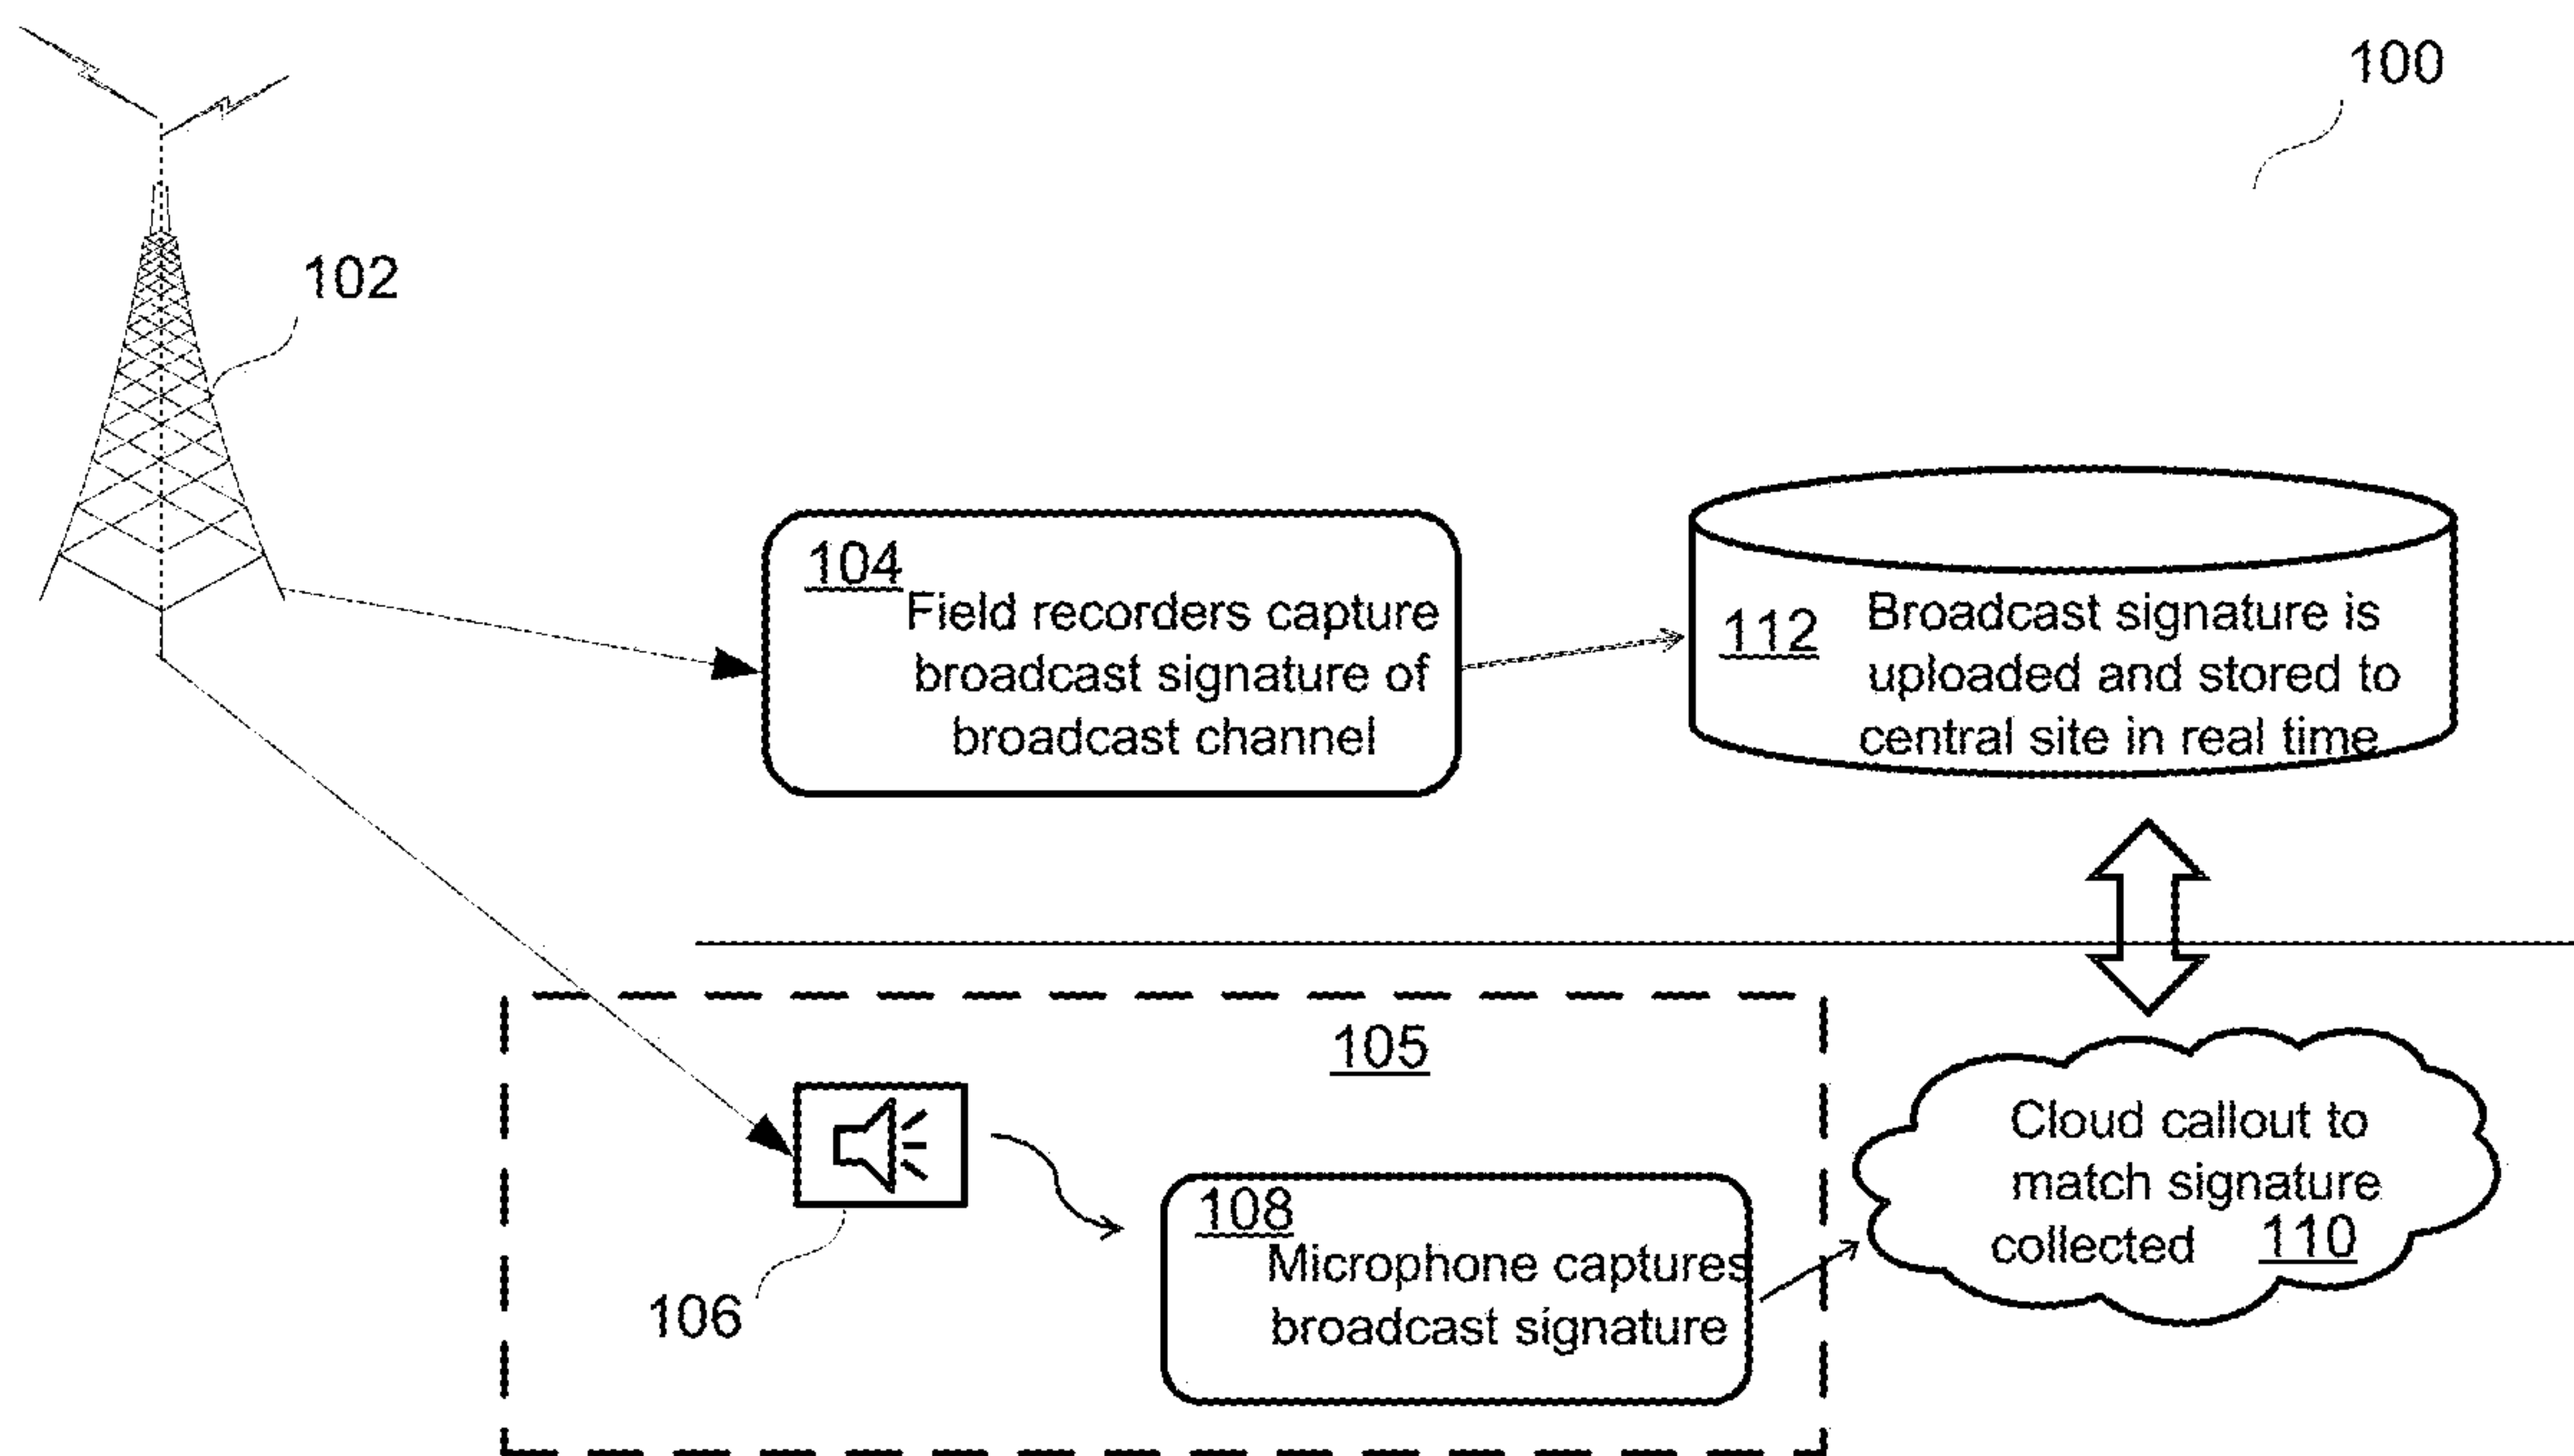 100
102
104
Field recorders capture
broadcast signature of
broadcast channel
112
Broadcast signature is
uploaded and stored to
central site in real time
105
106
108
Microphone captures
broadcast signature
Cloud callout to
match signature
collected 110